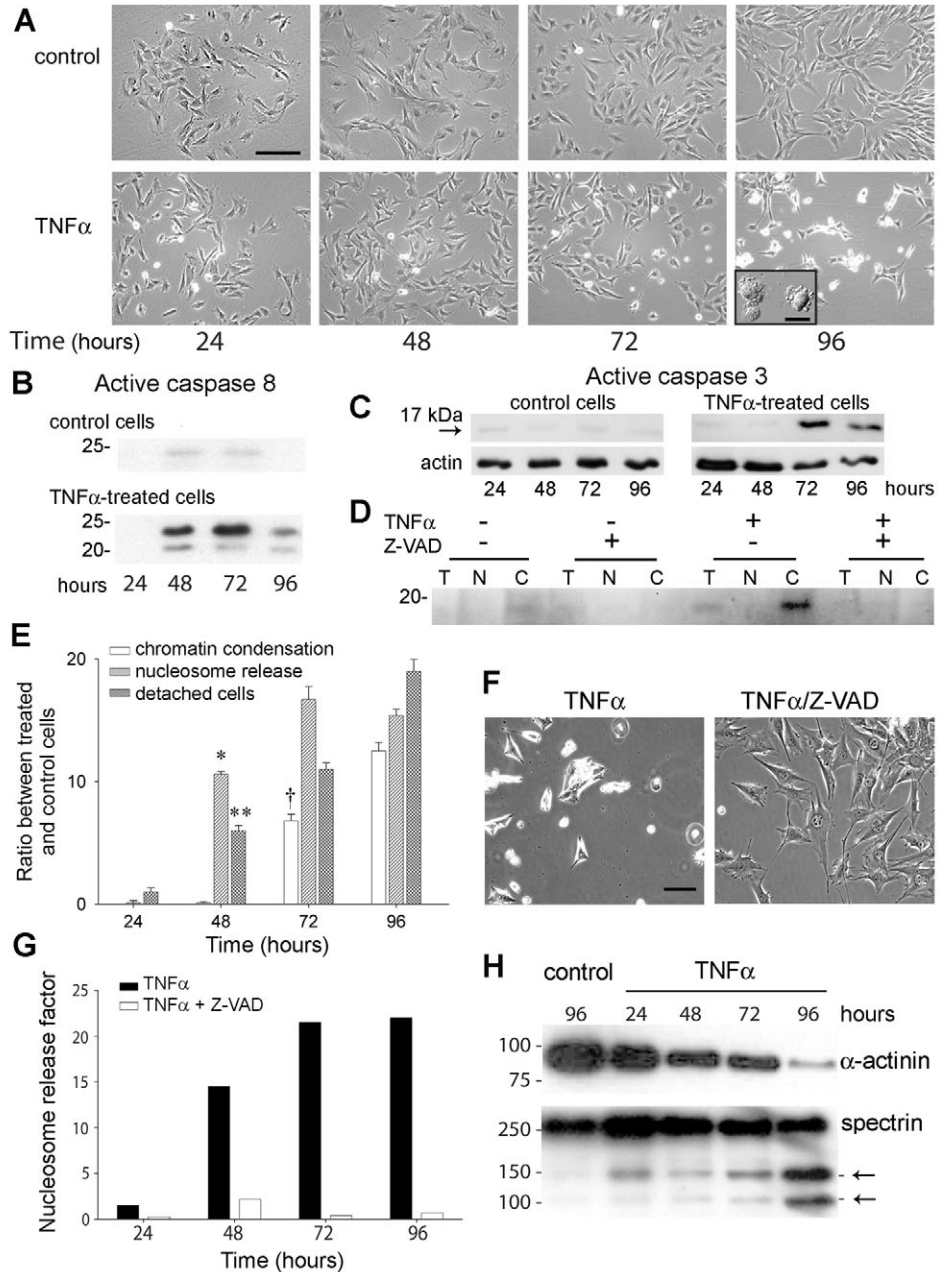 A
control
TNFα
Time (hours) 24 48 72 96
B
Active caspase 8
control cells
25-
TNFα-treated cells
25-
20-
hours 24 48 72 96
Active caspase 3
C
control cells TNFα-treated cells
17 kDa
→
actin
24 48 72 96 24 48 72 96 hours
D
TNFα - - + +
Z-VAD - + - +
T N C T N C T N C T N C
20-
E
chromatin condensation
nucleosome release
detached cells
Ratio between treated
and control cells
20
10
0
* ** †
24 48 72 96
Time (hours)
F
TNFα TNFα/Z-VAD
G
TNFα
TNFα + Z-VAD
Nucleosome release factor
25
20
15
10
5
0
24 48 72 96
Time (hours)
H
control TNFα
96 24 48 72 96 hours
100 -
75 -
α-actinin
250 -
150 -
100 -
spectrin
- ←
- ←